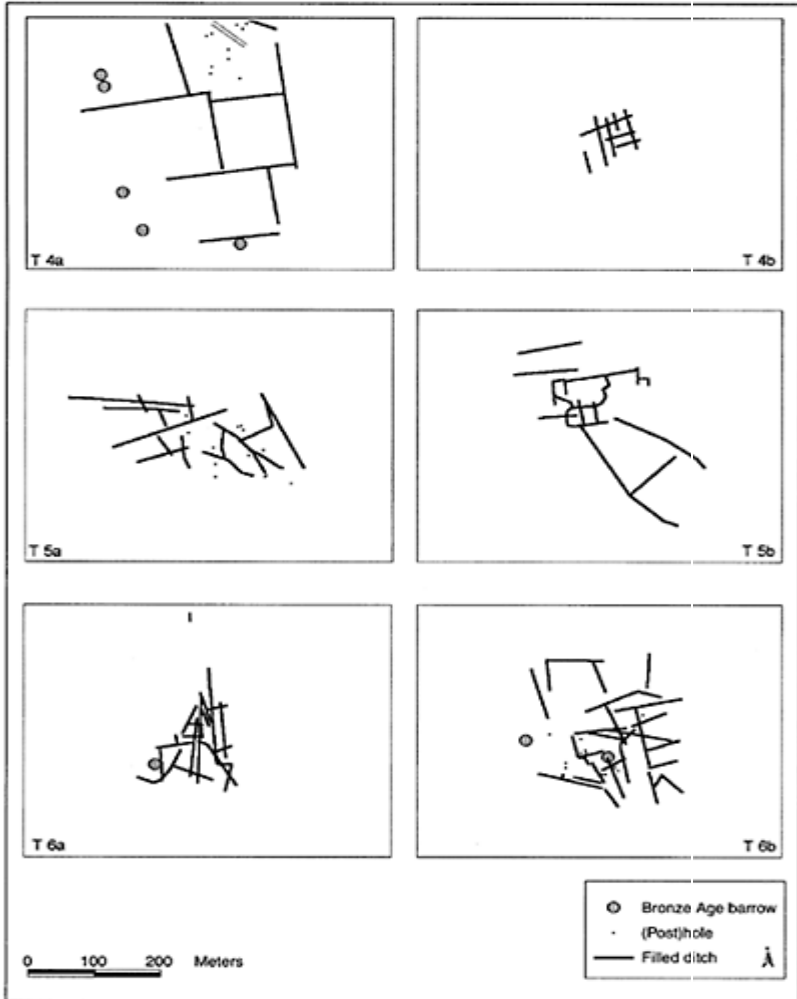 T 4a
T 4b
T 5a
T 5b
T 6a
T 6b
Bronze Age barrow
(Post)hole
Filled ditch
0 100 200 Meters